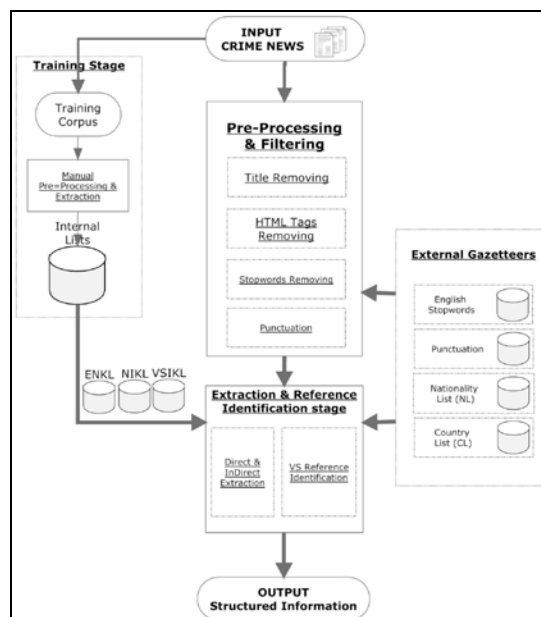 INPUT
CRIME NEWS
Training Stage
Training
Corpus
Manual
Pre=Processing &
Extraction
Internal
Lists
Pre-Processing
& Filtering
Title Removing
HTML Tags
Removing
Stopwords Removing
Punctuation
External Gazetteers
English
Stopwords
Punctuation
Nationality
List (NL)
Country
List (CL)
ENKL NIKL VSIKL
Extraction & Reference
Identification stage
Direct &
InDirect
Extraction
VS Reference
Identification
OUTPUT
Structured Information